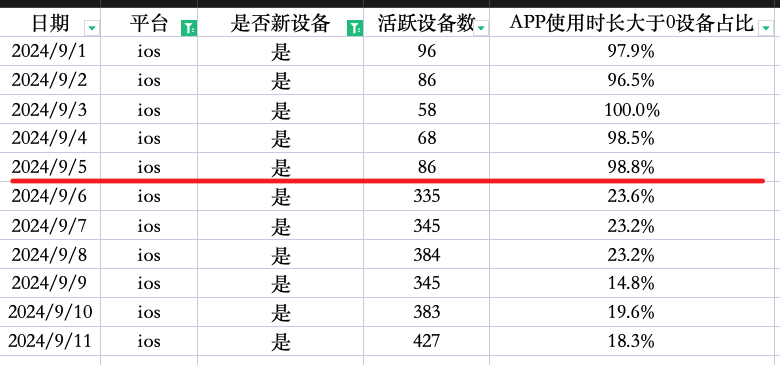 日期 平台 是否新设备 活跃设备数 APP使用时长大于0设备占比
2024/9/1 ios 是 96 97.9%
2024/9/2 ios 是 86 96.5%
2024/9/3 ios 是 58 100.0%
2024/9/4 ios 是 68 98.5%
2024/9/5 ios 是 86 98.8%
2024/9/6 ios 是 335 23.6%
2024/9/7 ios 是 345 23.2%
2024/9/8 ios 是 384 23.2%
2024/9/9 ios 是 345 14.8%
2024/9/10 ios 是 383 19.6%
2024/9/11 ios 是 427 18.3%